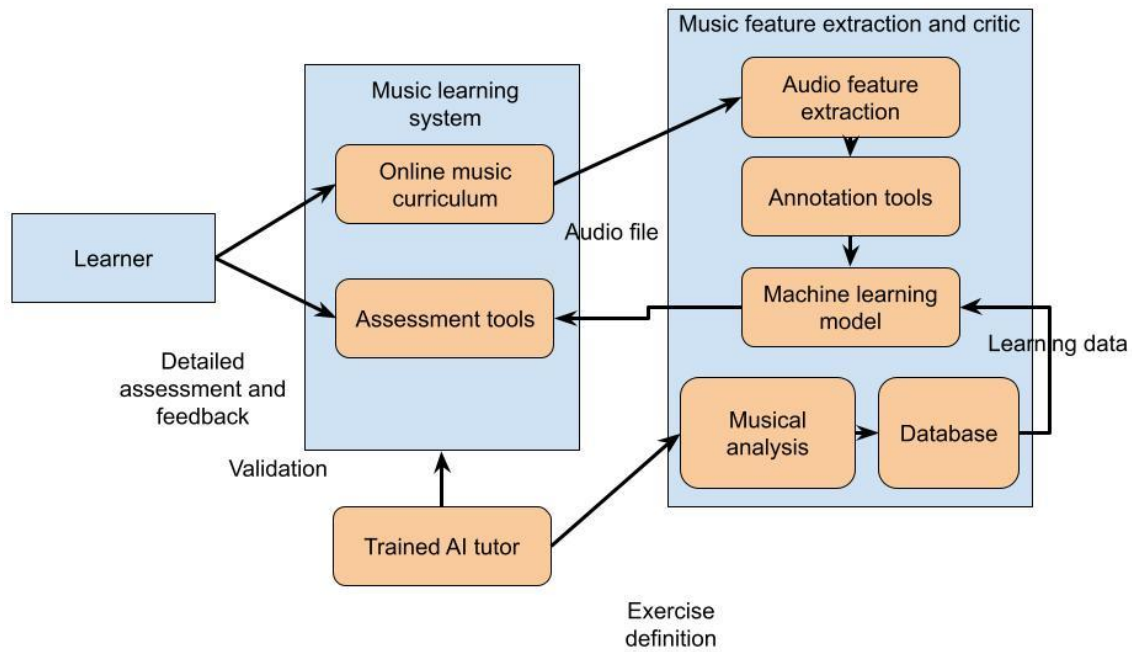 Music feature extraction and critic
Music learning
system
Audio feature
extraction
Online music
curriculum
Annotation tools
Audio file
Learner
Machine learning
model
Assessment tools
Learning data
Detailed
assessment and
feedback
Musical
analysis
Database
Validation
Trained AI tutor
Exercise
definition